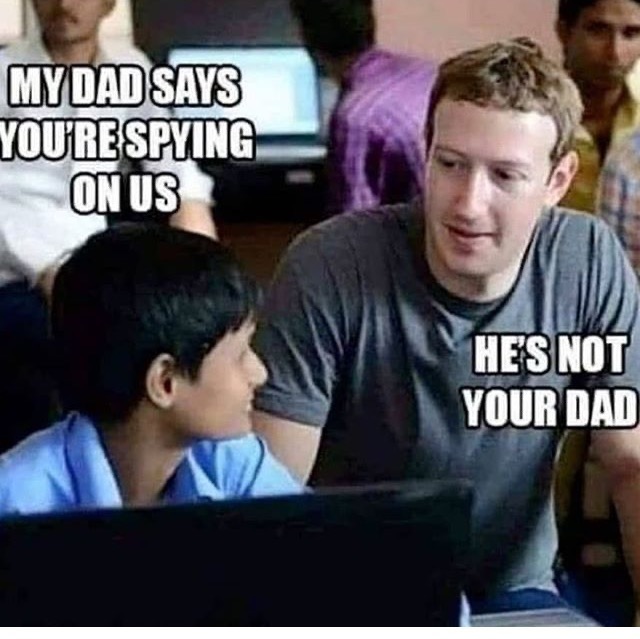 MY DAD SAYS
YOU'RE SPYING
ON US
HE'S NOT
YOUR DAD